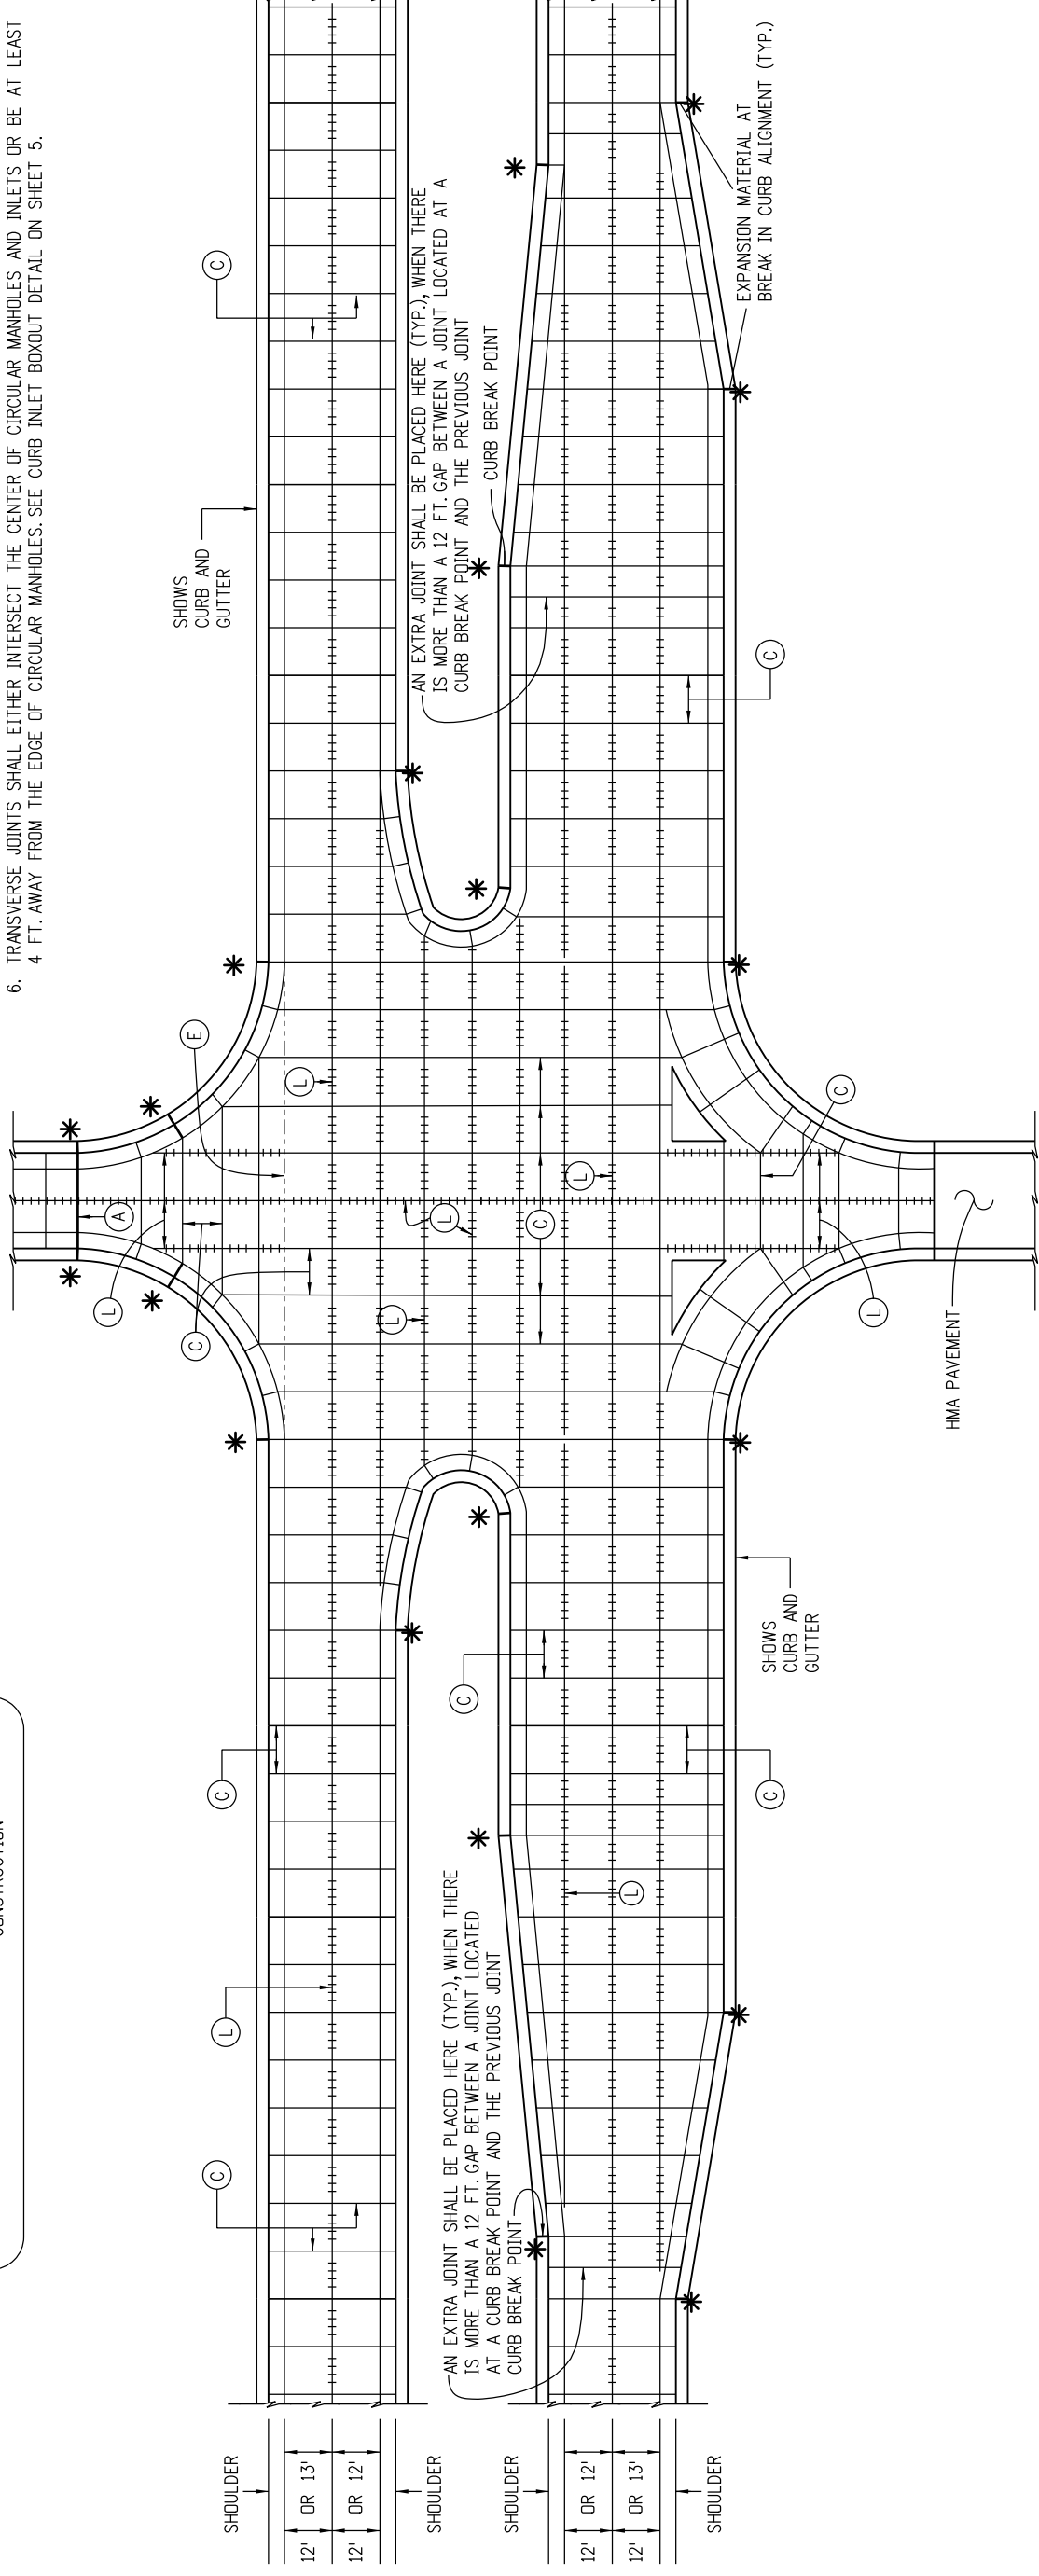 6. TRANSVERSE JOINTS SHALL EITHER INTERSECT THE CENTER OF CIRCULAR MANHOLES AND INLETS OR BE AT LEAST
4 FT. AWAY FROM THE EDGE OF CIRCULAR MANHOLES. SEE CURB INLET BOXOUT DETAIL ON SHEET 5.
CONSTRUCTION
C
SHOWS
CURB AND
GUTTER
AN EXTRA JOINT SHALL BE PLACED HERE (TYP.), WHEN THERE
IS MORE THAN A 12 FT. GAP BETWEEN A JOINT LOCATED AT A
CURB BREAK POINT AND THE PREVIOUS JOINT
CURB BREAK POINT
EXPANSION MATERIAL AT
BREAK IN CURB ALIGNMENT (TYP.)
C
E
L
A
L
C
L
L
L
C
L
C
L
HMA PAVEMENT
SHOWS
CURB AND
GUTTER
C
C
C
L
L
C
AN EXTRA JOINT SHALL BE PLACED HERE (TYP.), WHEN THERE
IS MORE THAN A 12 FT. GAP BETWEEN A JOINT LOCATED
AT A CURB BREAK POINT AND THE PREVIOUS JOINT
CURB BREAK POINT
SHOULDER
12' OR 13'
12' OR 12'
SHOULDER
SHOULDER
12' OR 12'
12' OR 13'
SHOULDER